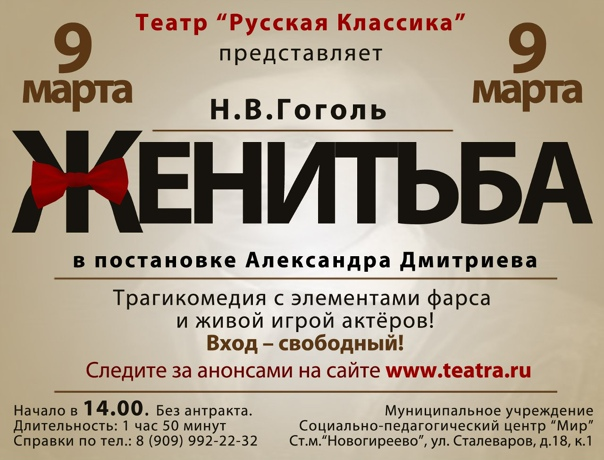 Театр “Русская Классика”
представляет
9 марта
9 марта
Н.В.Гоголь
ЖЕНИТЬБА
в постановке Александра Дмитриева
Трагикомедия с элементами фарса
и живой игрой актёров!
Вход – свободный!
Следите за анонсами на сайте www.teatra.ru
Начало в 14.00. Без антракта.
Длительность: 1 час 50 минут
Справки по тел.: 8 (909) 992-22-32
Муниципальное учреждение
Социально-педагогический центр “Мир”
Ст.м.“Новогиреево”, ул. Сталеваров, д.18, к.1